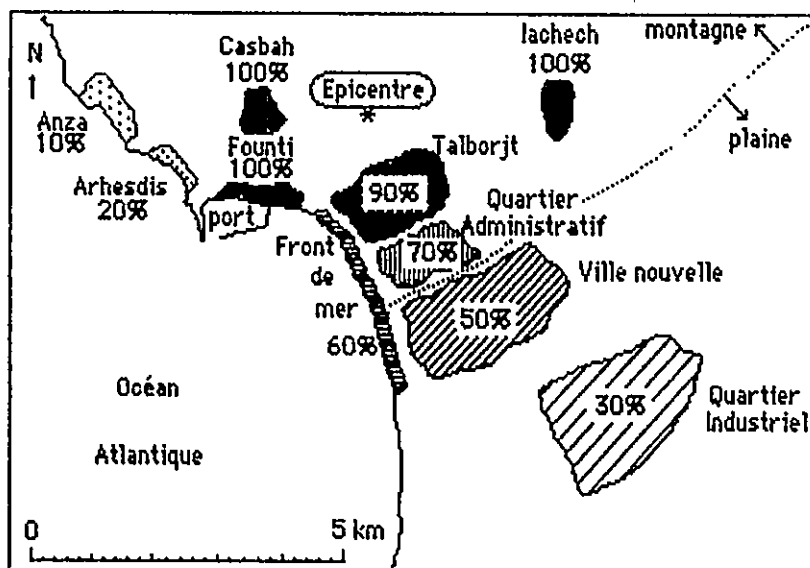 N
Casbah
100%
Epicentre
*
Iachech
100%
montagne
plaine
Anza
10%
Founti
100%
Talborjt
90%
Arhesdis
20%
port
Quartier
Administratif
70%
Front
de
mer
60%
Ville nouvelle
50%
Océan
Atlantique
30%
Quartier
Industriel
0
5 km